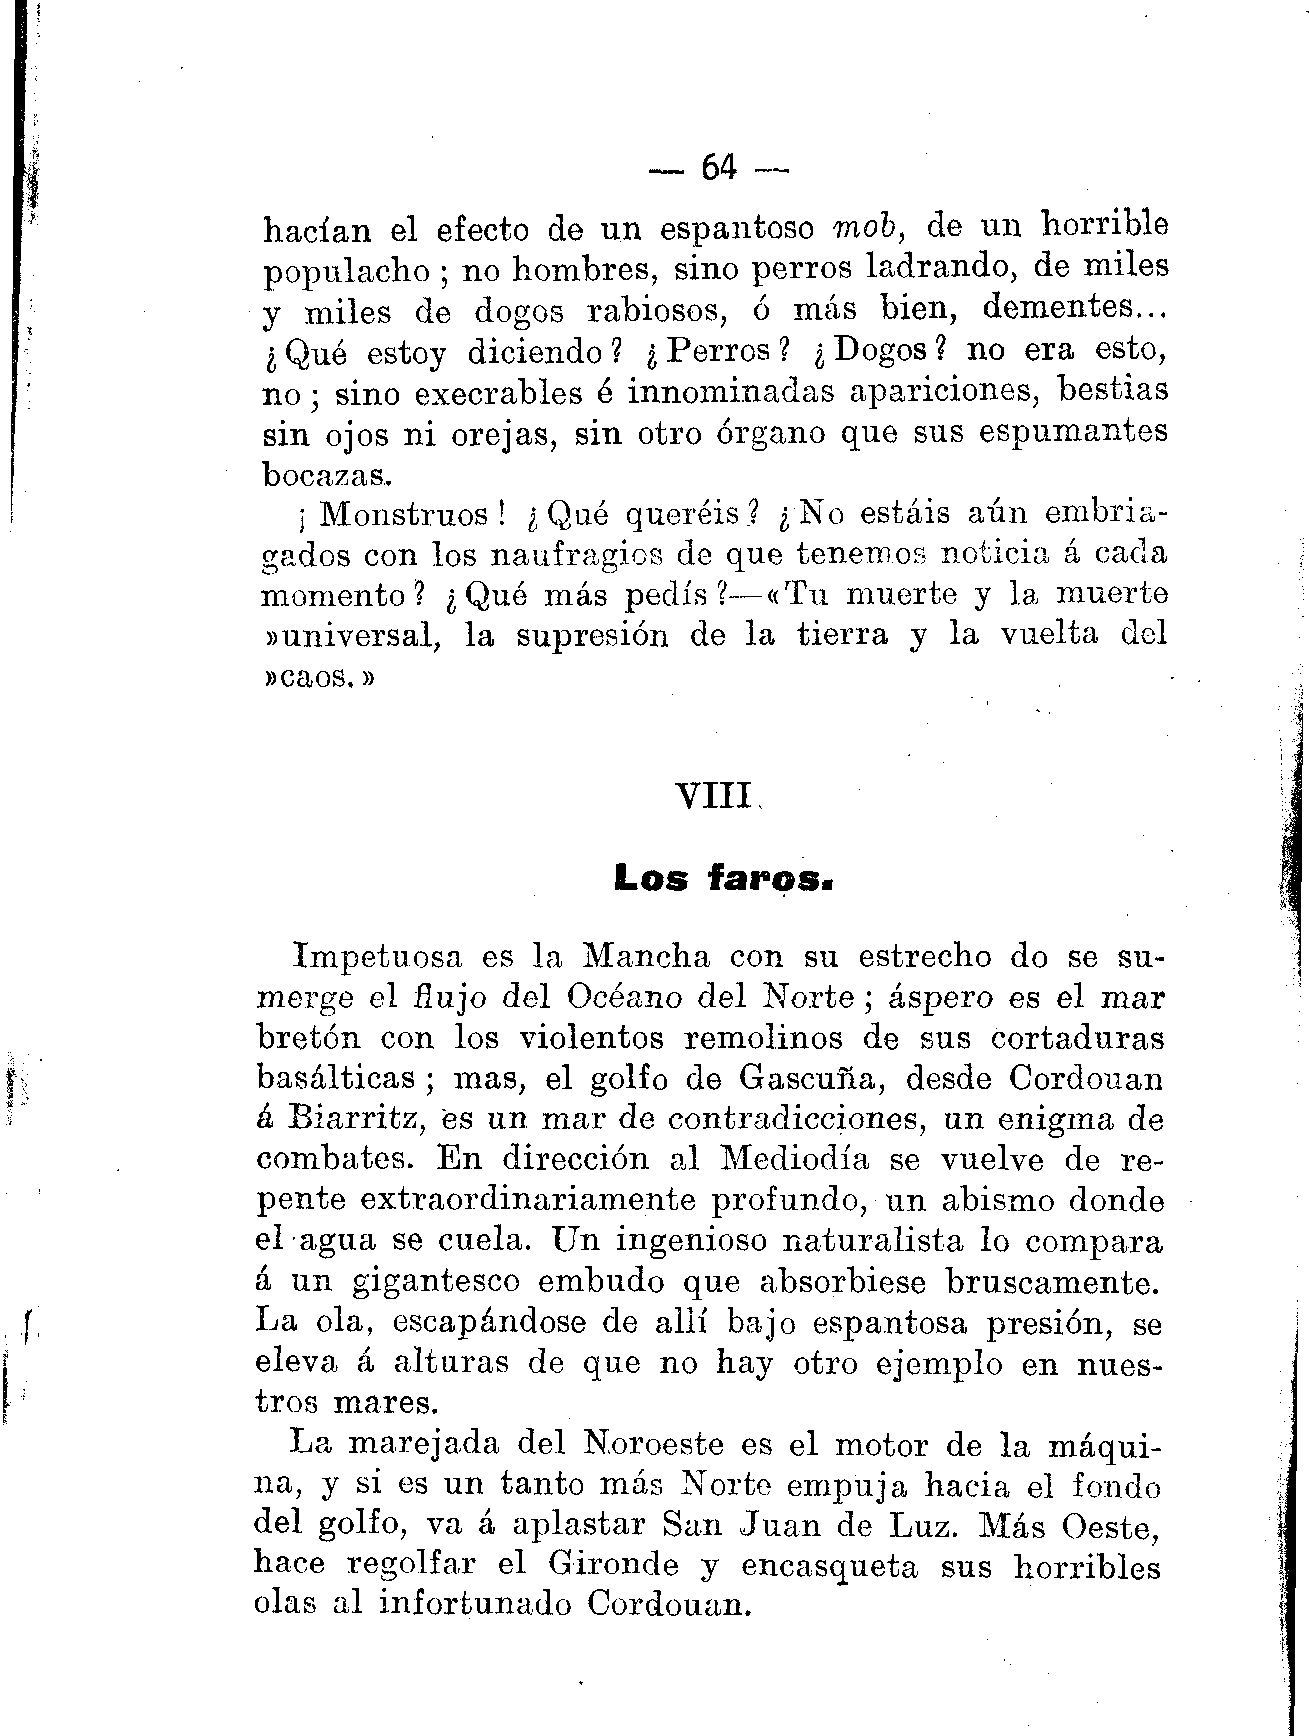 — 64 —
hacían el efecto de un espantoso mob, de un horrible
populacho ; no hombres, sino perros ladrando, de miles
y miles de dogos rabiosos, ó más bien, dementes...
¿ Qué estoy diciendo ? ¿ Perros ? ¿ Dogos ? no era esto,
no ; sino execrables é innominadas apariciones, bestias
sin ojos ni orejas, sin otro órgano que sus espumantes
bocazas.
¡ Monstruos ! ¿ Qué queréis ? ¿ No estáis aún embria-
gados con los naufragios de que tenemos noticia á cada
momento ? ¿ Qué más pedís ?—« Tu muerte y la muerte
»universal, la supresión de la tierra y la vuelta del
»caos. »
VIII
Los faros.
Impetuosa es la Mancha con su estrecho do se su-
merge el flujo del Océano del Norte ; áspero es el mar
bretón con los violentos remolinos de sus cortaduras
basálticas ; mas, el golfo de Gascuña, desde Cordouan
á Biarritz, es un mar de contradicciones, un enigma de
combates. En dirección al Mediodía se vuelve de re-
pente extraordinariamente profundo, un abismo donde
el agua se cuela. Un ingenioso naturalista lo compara
á un gigantesco embudo que absorbiese bruscamente.
La ola, escapándose de allí bajo espantosa presión, se
eleva á alturas de que no hay otro ejemplo en nues-
tros mares.
La marejada del Noroeste es el motor de la máqui-
na, y si es un tanto más Norte empuja hacia el fondo
del golfo, va á aplastar San Juan de Luz. Más Oeste,
hace regolfar el Gironde y encasqueta sus horribles
olas al infortunado Cordouan.